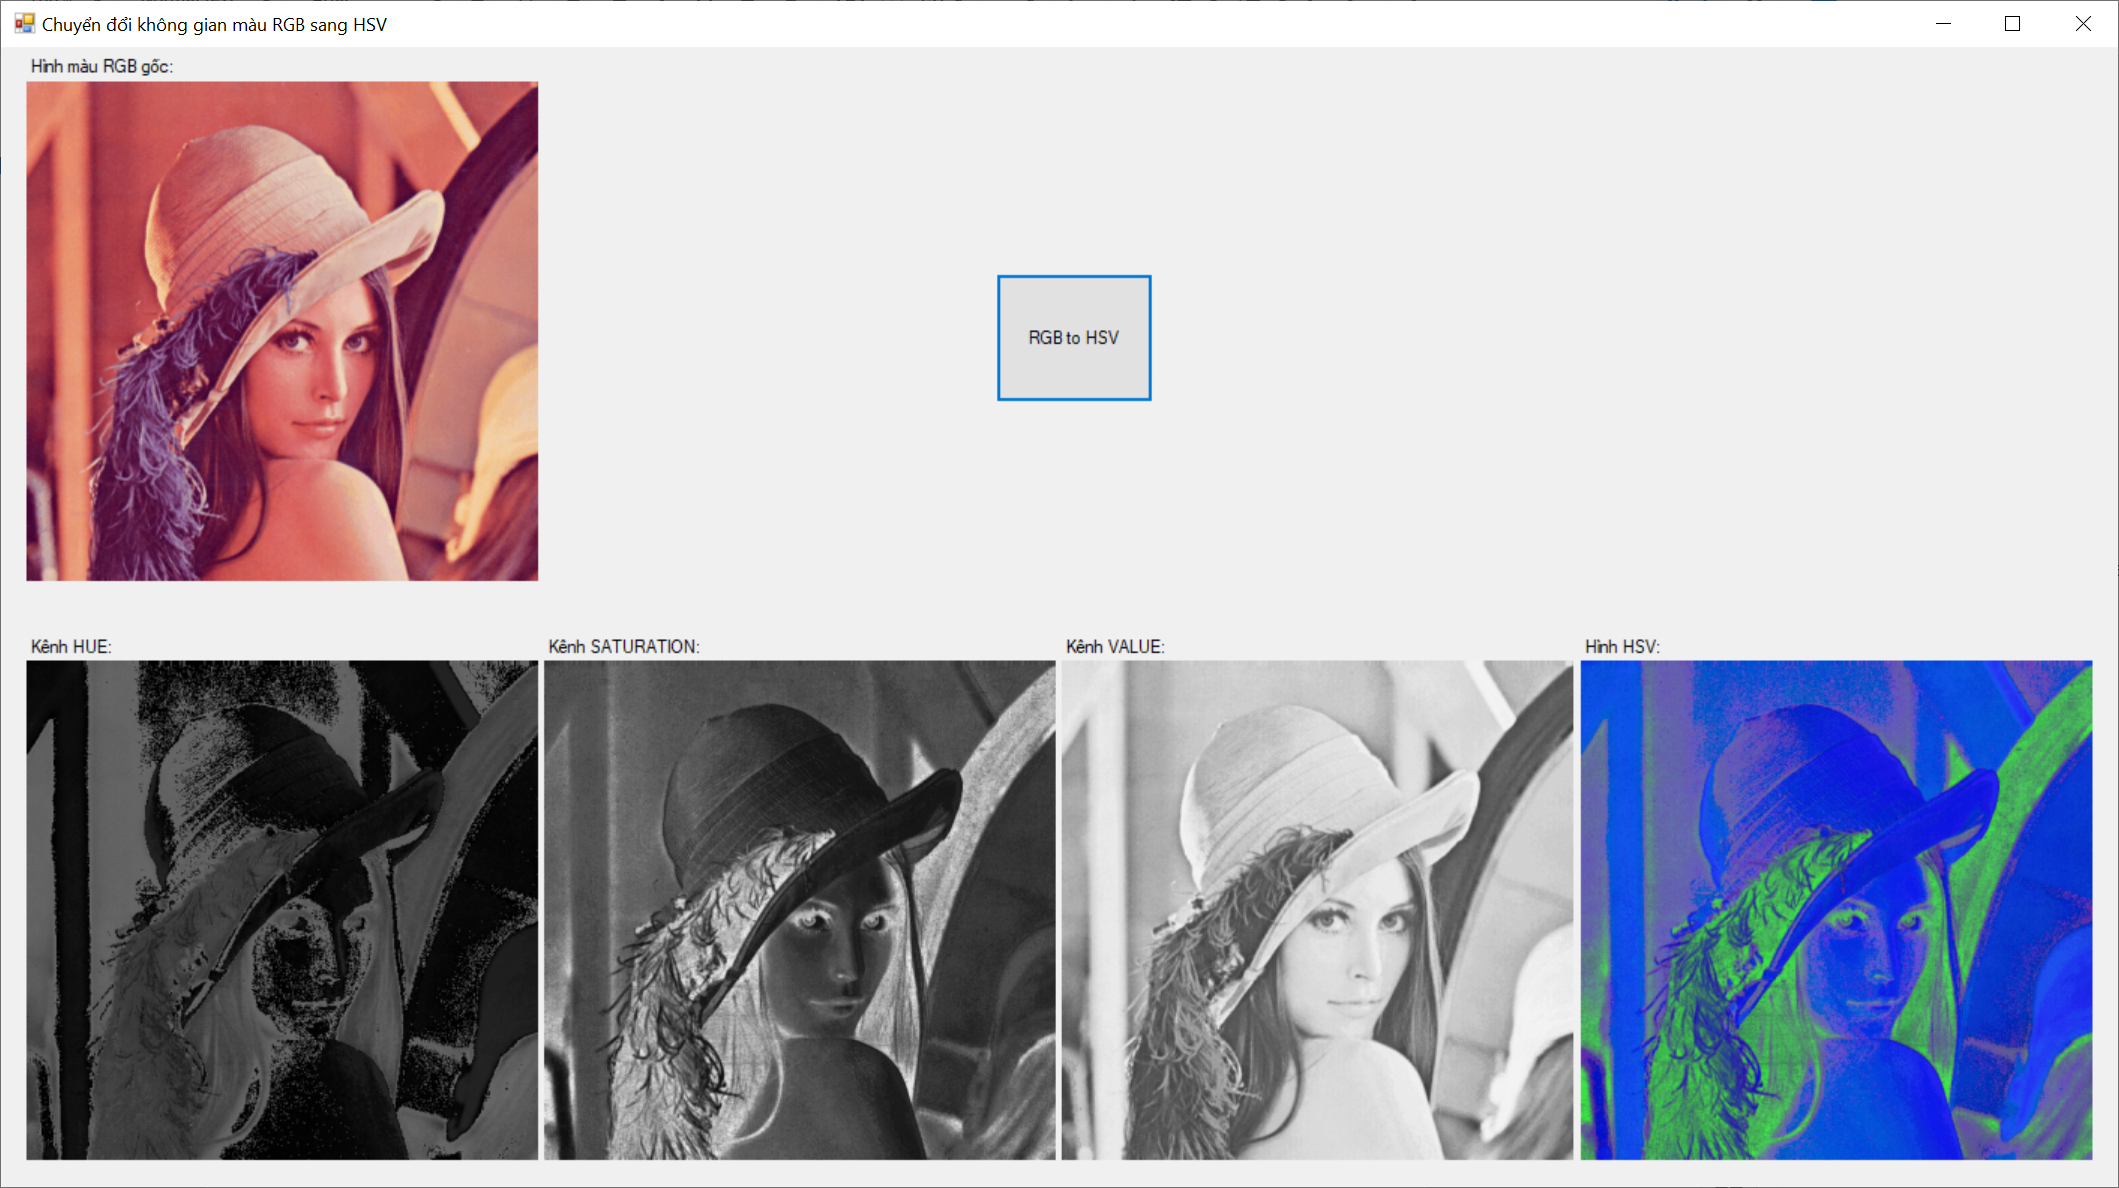 Chuyển đổi không gian màu RGB sang HSV
Hình màu RGB gốc:
RGB to HSV
Kênh HUE:
Kênh SATURATION:
Kênh VALUE:
Hình HSV: